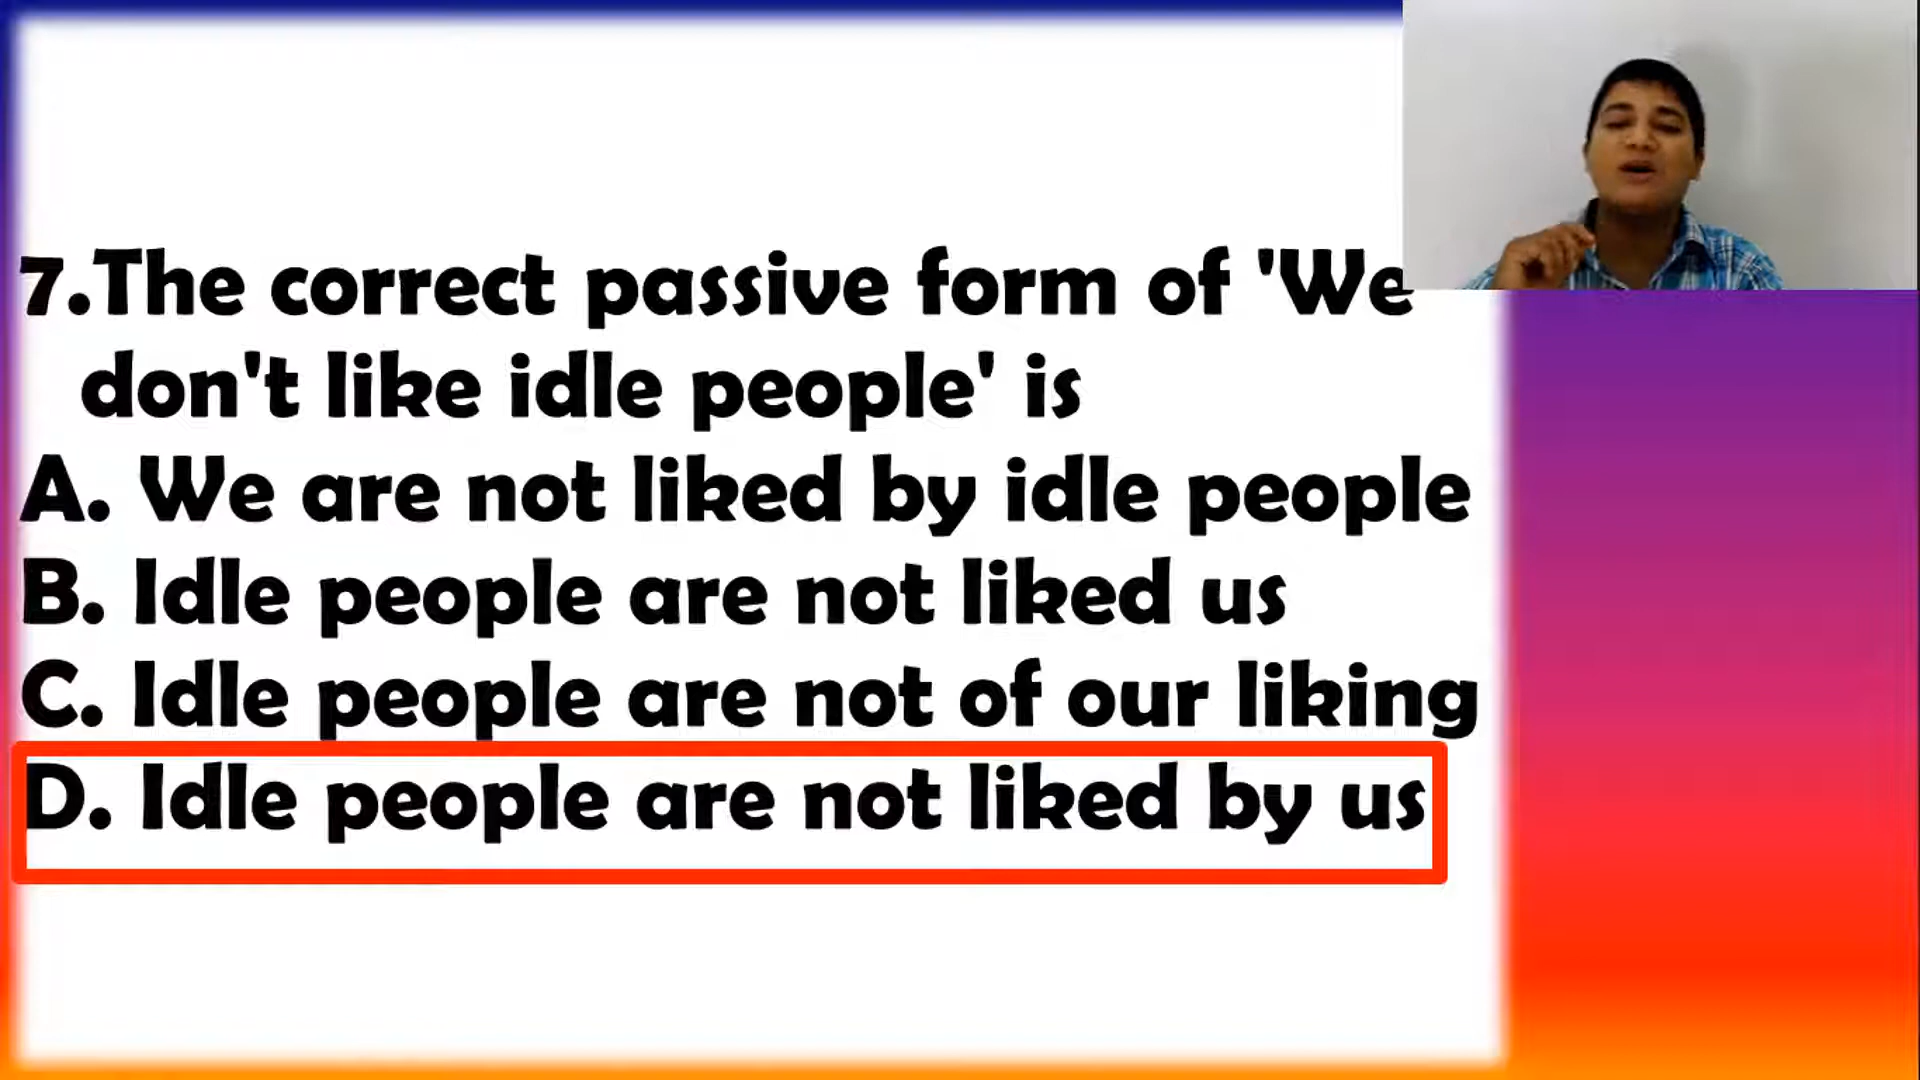 7.The correct passive form of 'We
don't like idle people' is
A. We are not liked by idle people
B. Idle people are not liked us
C. Idle people are not of our liking
D. Idle people are not liked by us